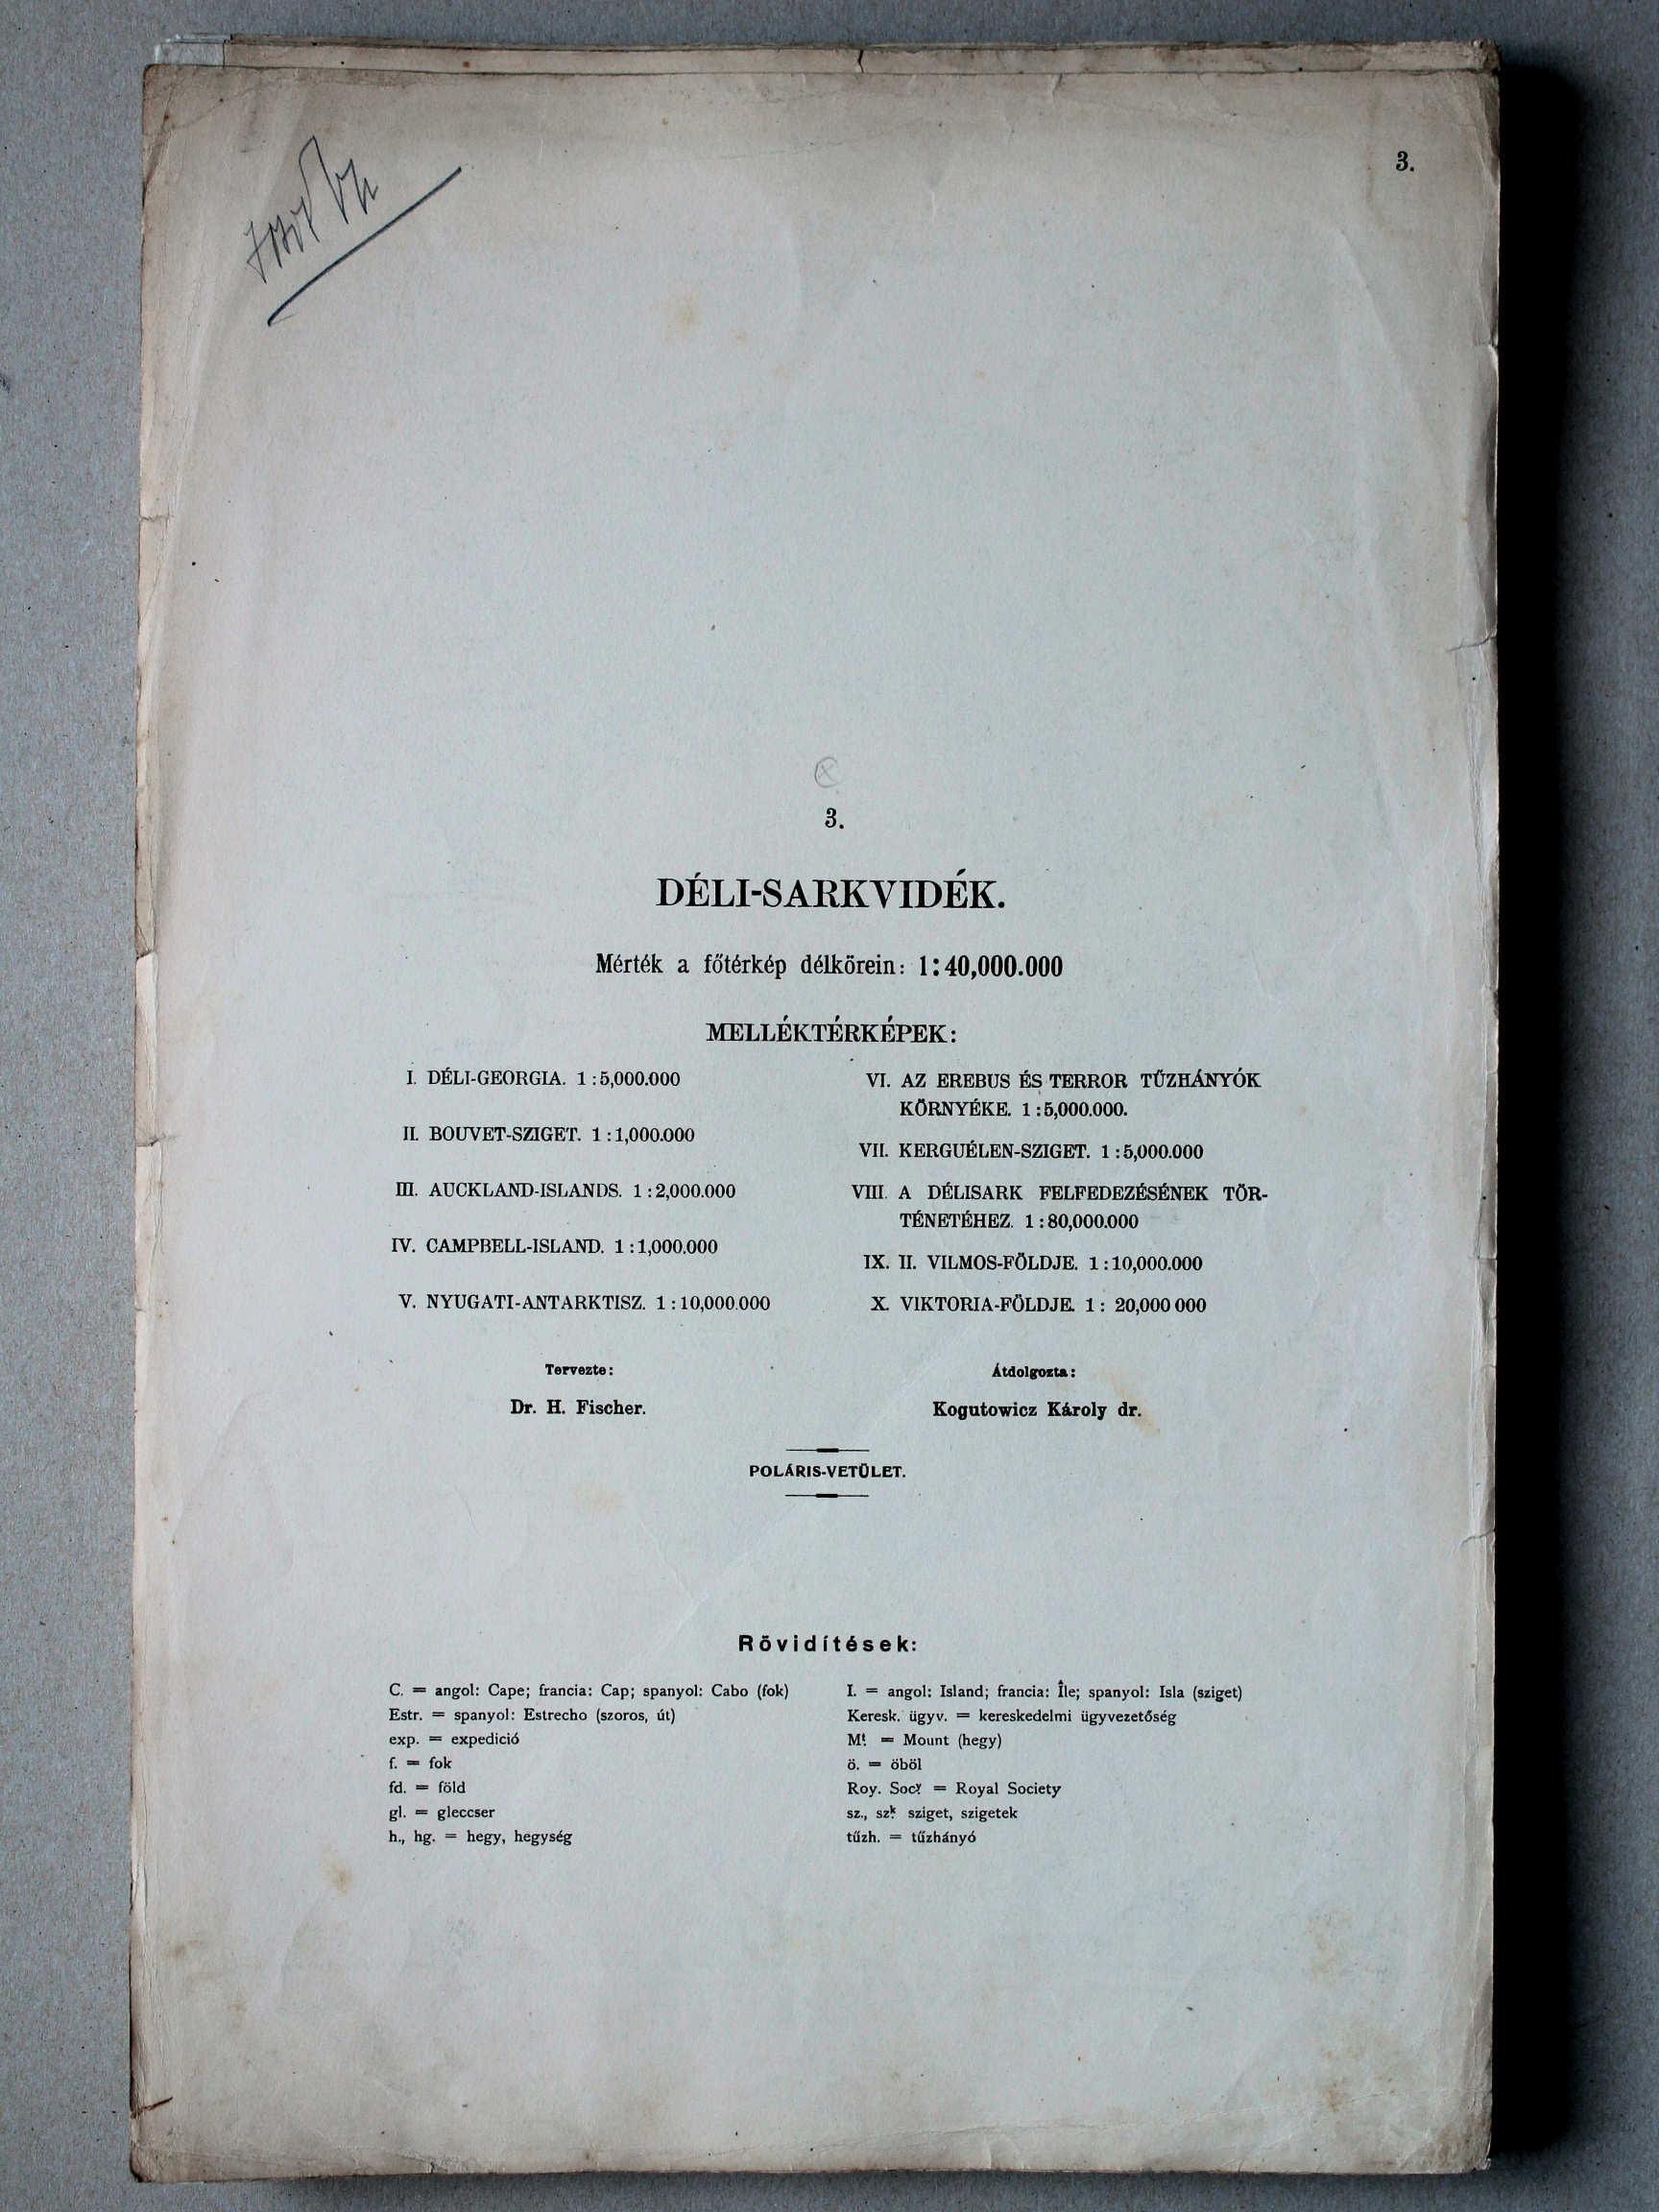 3.
3.
DÉLI-SARKVIDÉK.
Mérték a főtérkép délkörein: 1:40,000.000
MELLÉKTÉRKÉPEK:
I. DÉLI-GEORGIA. 1:5,000.000
II. BOUVET-SZIGET. 1:1,000.000
III. AUCKLAND-ISLANDS. 1:2,000.000
IV. CAMPBELL-ISLAND. 1:1,000.000
V. NYUGATI-ANTARKTISZ. 1:10,000.000
VI. AZ EREBUS ÉS TERROR TŰZHÁNYÓK
KÖRNYÉKE. 1:5,000.000.
VII. KERGUÉLEN-SZIGET. 1:5,000.000
VIII. A DÉLISARK FELFEDEZÉSÉNEK TÖR-
TÉNETÉHEZ. 1:80,000.000
IX. II. VILMOS-FÖLDJE. 1:10,000.000
X. VIKTORIA-FÖLDJE. 1: 20,000 000
Tervezte:
Dr. H. Fischer.
Átdolgozta:
Kogutowicz Károly dr.
POLÁRIS-VETÜLET.
Rövidítések:
C. = angol: Cape; francia: Cap; spanyol: Cabo (fok)
Estr. = spanyol: Estrecho (szoros, út)
exp. = expedició
f. = fok
fd. = föld
gl. = gleccser
h., hg. = hegy, hegység
I. = angol: Island; francia: Île; spanyol: Isla (sziget)
Keresk. ügyv. = kereskedelmi ügyvezetőség
Mt. = Mount (hegy)
ö. = öböl
Roy. Socy. = Royal Society
sz., szk. sziget, szigetek
tűzh. = tűzhányó